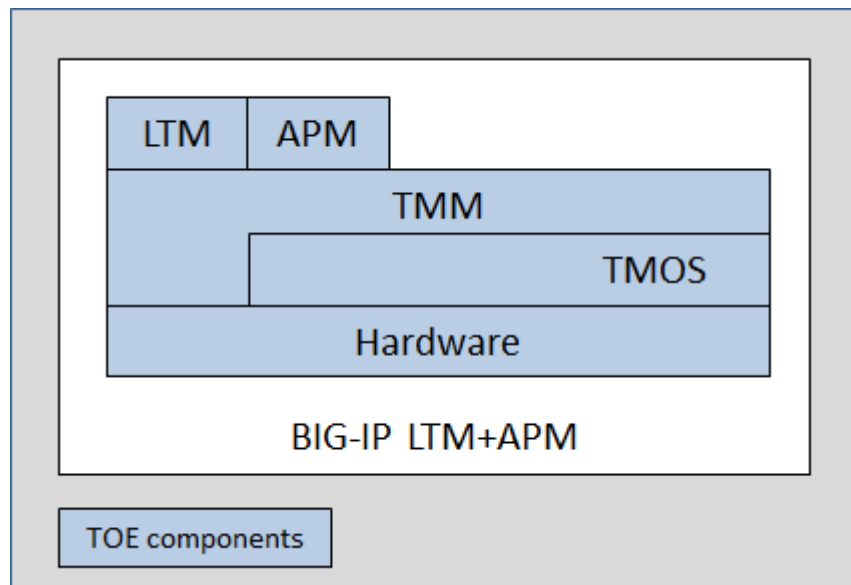 LTM APM
TMM
TMOS
Hardware
BIG-IP LTM+APM
TOE components